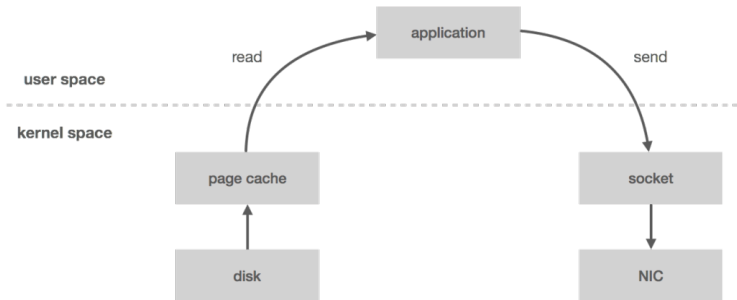 application
read
send
user space
kernel space
page cache
socket
disk
NIC